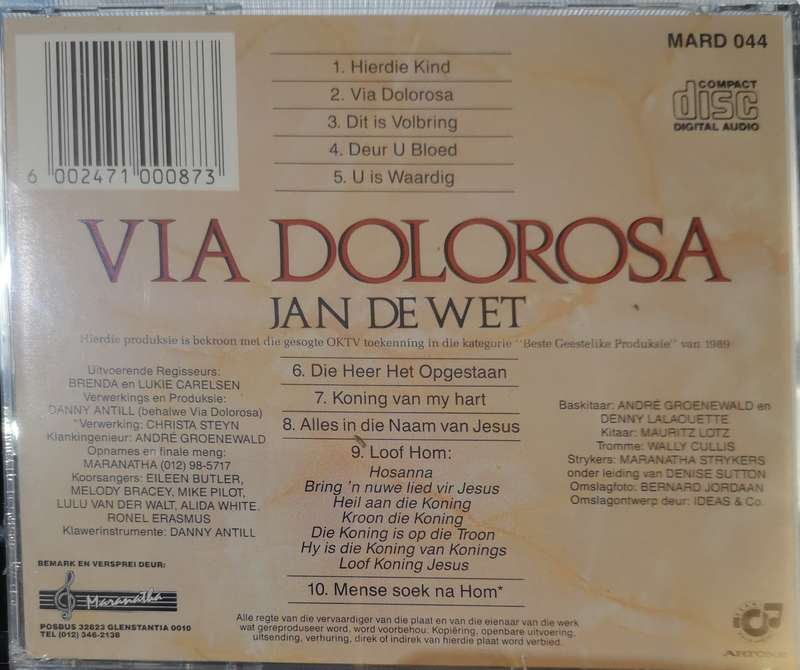 MARD 044
COMPACT
disc
DIGITAL AUDIO
6 002471 000873
1. Hierdie Kind
2. Via Dolorosa
3. Dit is Volbring
4. Deur U Bloed
5. U is Waardig
VIA DOLOROSA
JAN DE WET
Hierdie produksie is bekroon met die gesogte OKTV toekenning in die kategorie "Beste Geestelike Produksie" van 1989
6. Die Heer Het Opgestaan
7. Koning van my hart
8. Alles in die Naam van Jesus
9. Loof Hom:
Hosanna
Bring 'n nuwe lied vir Jesus
Heil aan die Koning
Kroon die Koning
Die Koning is op die Troon
Hy is die Koning van Konings
Loof Koning Jesus
10. Mense soek na Hom*
Uitvoerende Regisseurs:
BRENDA en LUKIE CARELSEN
Verwerkings en Produksie:
DANNY ANTILL (behalwe Via Dolorosa)
*Verwerking: CHRISTA STEYN
Klankingenieur: ANDRÉ GROENEWALD
Opnames en finale meng:
MARANATHA (012) 98-5717
Koorsangers: EILEEN BUTLER,
MELODY BRACEY, MIKE PILOT,
LULU VAN DER WALT, ALIDA WHITE,
RONEL ERASMUS
Klawerinstrumente: DANNY ANTILL
Baskitaar: ANDRÉ GROENEWALD en
DENNY LALAOUETTE
Kitaar: MAURITZ LOTZ
Tromme: WALLY CULLIS
Strykers: MARANATHA STRYKERS
onder leiding van DENISE SUTTON
Omslagfoto: BERNARD JORDAAN
Omslagontwerp deur: IDEAS & Co.
BEMARK EN VERSPREI DEUR:
Maranatha
POSBUS 32623 GLENSTANTIA 0010
TEL (012) 346-2138
Alle regte van die vervaardiger van die plaat en van die eienaar van die werk
wat gereproduseer word, word voorbehou. Kopiëring, openbare uitvoering,
uitsending, verhuring, direk of indirek van hierdie plaat word verbied.